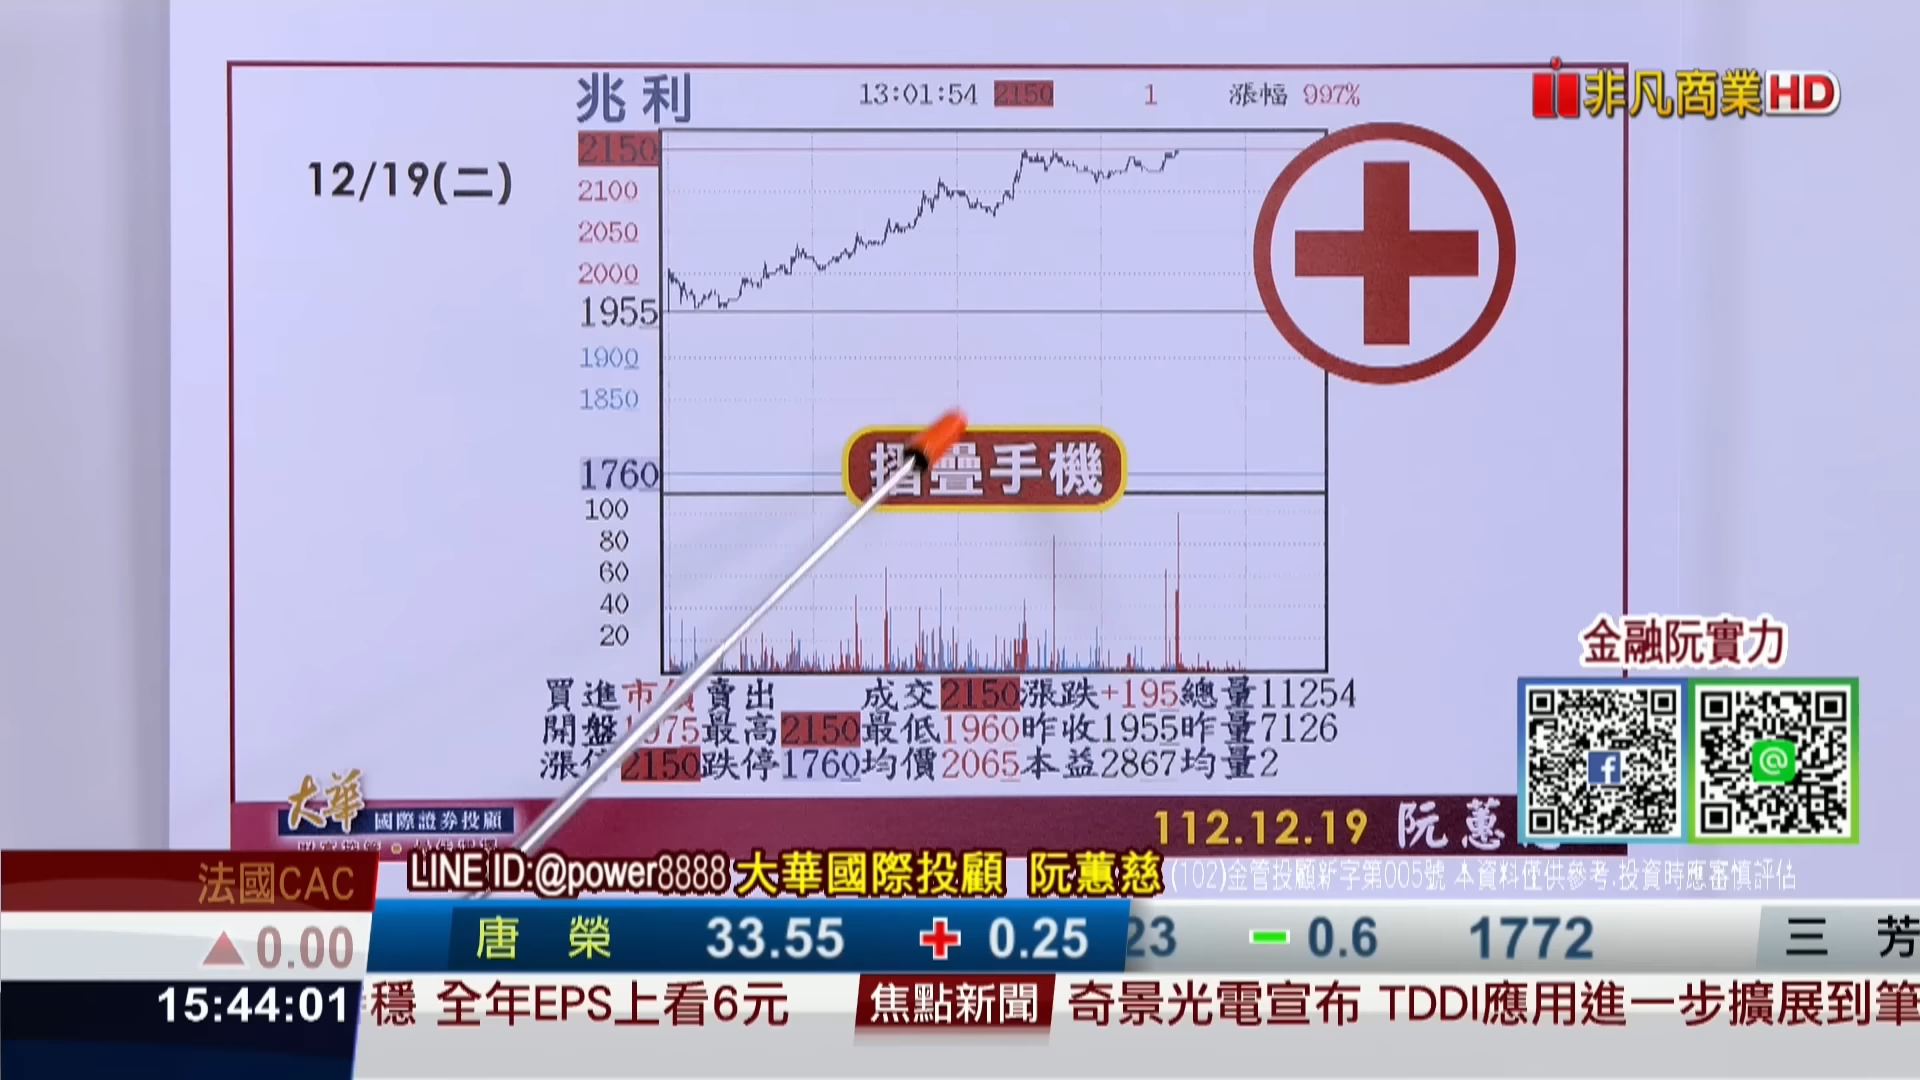 兆利 13:01:54 2150 1 漲幅 997%
非凡商業HD
12/19(二)
2150
2100
2050
2000
1955
1900
1850
1760
摺疊手機
100
80
60
40
20
買進市價賣出 成交2150漲跌+195總量11254
開盤1975最高2150最低1960昨收1955昨量7126
漲停2150跌停1760均價2065本益2867均量2
金融阮實力
大華 國際證券投顧
112.12.19 阮蕙
LINE ID:@power8888 大華國際投顧 阮蕙慈 (102)金管投顧新字第005號 本資料僅供參考,投資時應審慎評估
法國CAC
▲0.00
唐榮 33.55 + 0.25 23 - 0.6 1772 三芳
15:44:01
穩 全年EPS上看6元 焦點新聞 奇景光電宣布 TDDI應用進一步擴展到筆